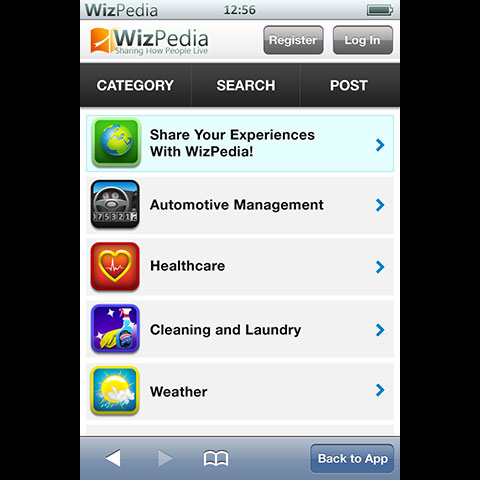 WizPedia 12:56
WizPedia
Sharing How People Live
Register Log In
CATEGORY SEARCH POST
Share Your Experiences
With WizPedia!
75321
Automotive Management
Healthcare
Cleaning and Laundry
Weather
Back to App